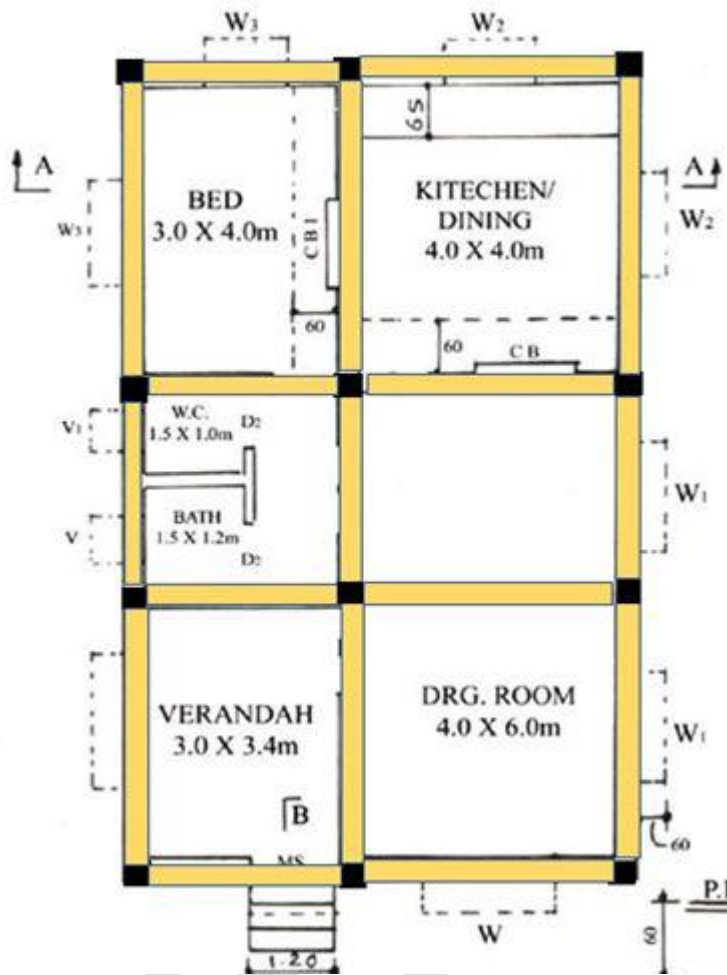 W3
W2
65
A
A
BED
3.0 X 4.0m
KITECHEN/
DINING
4.0 X 4.0m
W3
W2
CB1
60
60
CB
V1
W.C.
1.5 X 1.0m
D2
W1
V
BATH
1.5 X 1.2m
D2
VERANDAH
3.0 X 3.4m
DRG. ROOM
4.0 X 6.0m
W1
B
60
MS
W
P.L
60
1.20